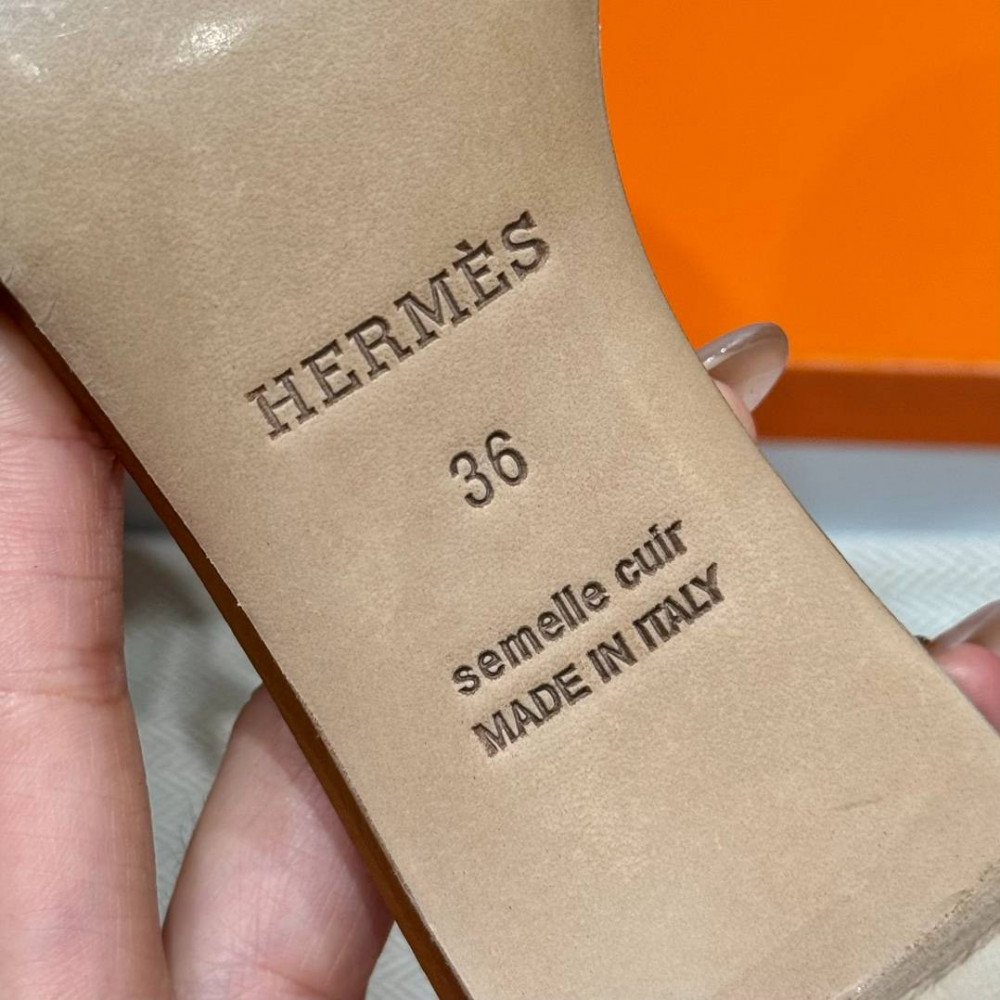 HERMÈS
36
semelle cuir
MADE IN ITALY